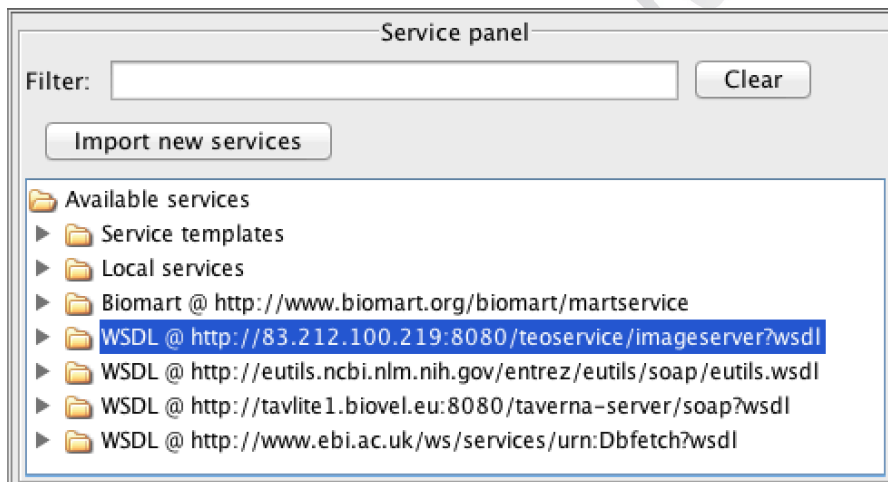 Service panel
Filter: Clear
Import new services
Available services
Service templates
Local services
Biomart @ http://www.biomart.org/biomart/martservice
WSDL @ http://83.212.100.219:8080/teoservice/imageserver?wsdl
WSDL @ http://eutils.ncbi.nlm.nih.gov/entrez/eutils/soap/eutils.wsdl
WSDL @ http://tavlite1.biovel.eu:8080/taverna-server/soap?wsdl
WSDL @ http://www.ebi.ac.uk/ws/services/urn:Dbfetch?wsdl